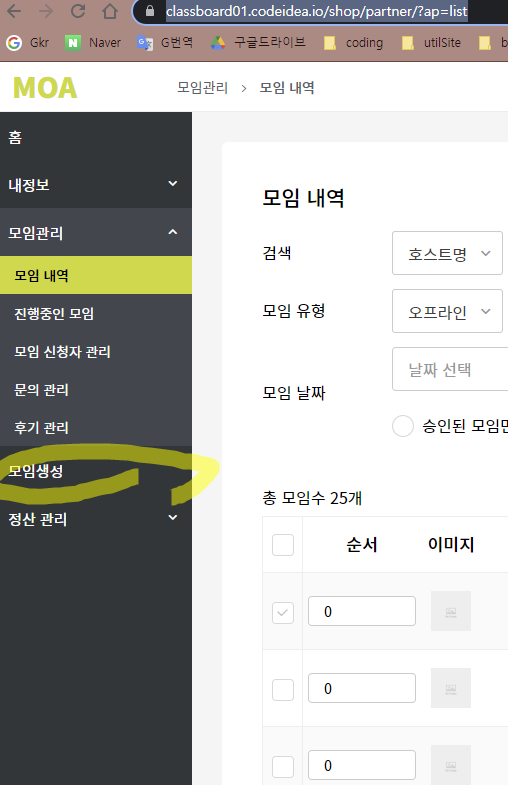 classboard01.codeidea.io/shop/partner/?ap=list
Gkr Naver G번역 구글드라이브 coding utilSite b
MOA
모임관리 > 모임 내역
홈
내정보
모임관리
모임 내역
진행중인 모임
모임 신청자 관리
문의 관리
후기 관리
모임생성
정산 관리
모임 내역
검색 호스트명
모임 유형 오프라인
모임 날짜 날짜 선택
승인된 모임만
총 모임수 25개
순서 이미지
0
0
0